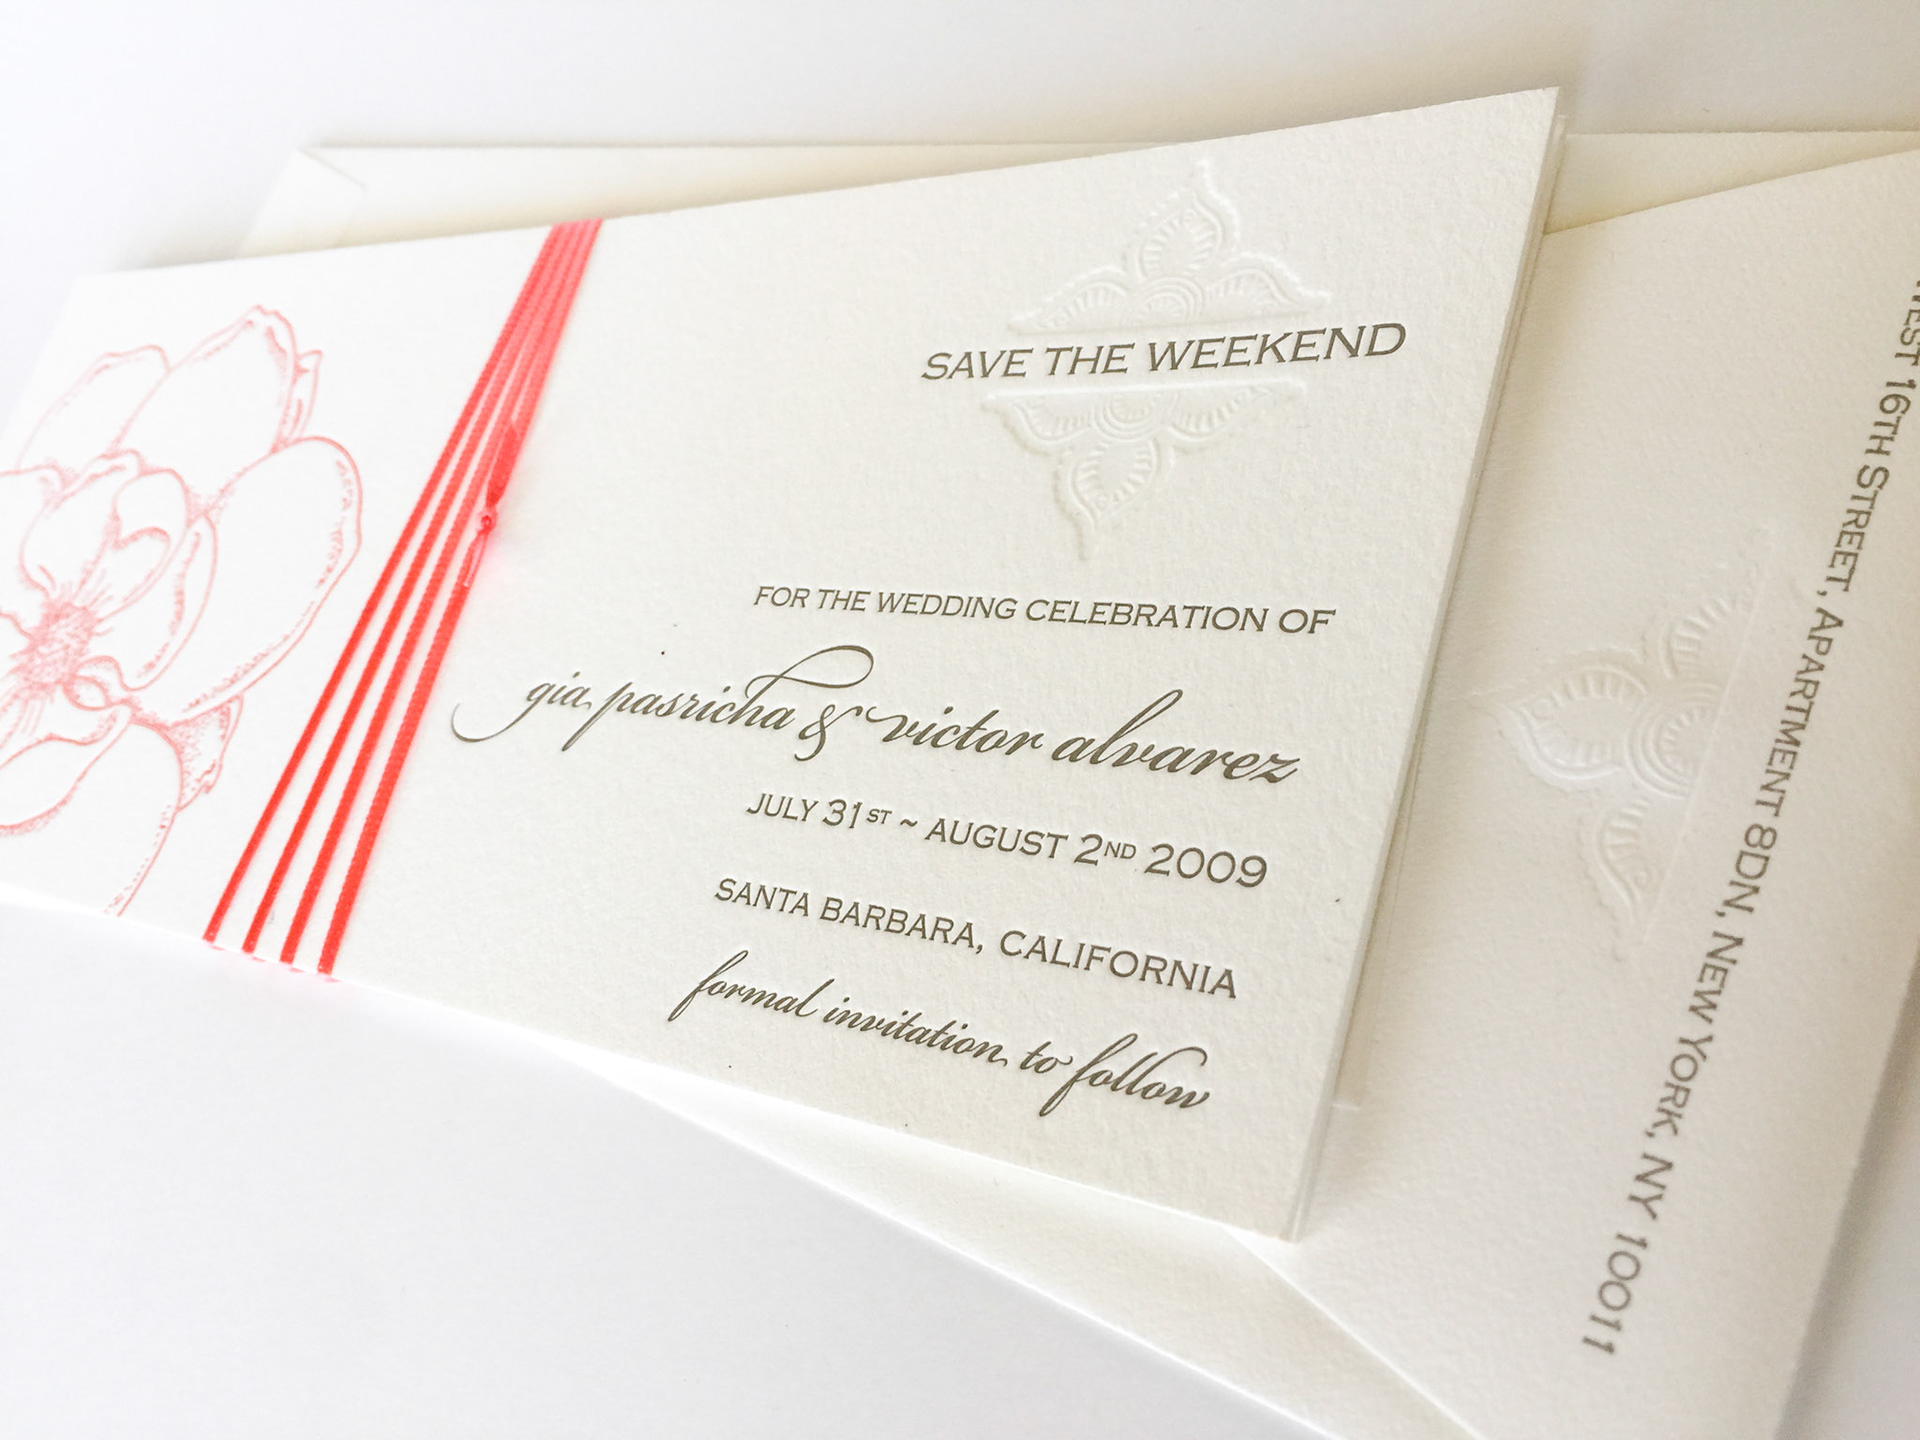 SAVE THE WEEKEND
FOR THE WEDDING CELEBRATION OF
gia pasricha & victor alvarez
JULY 31ST ~ AUGUST 2ND 2009
SANTA BARBARA, CALIFORNIA
formal invitation to follow
16TH STREET, APARTMENT 8DN, NEW YORK, NY 10011